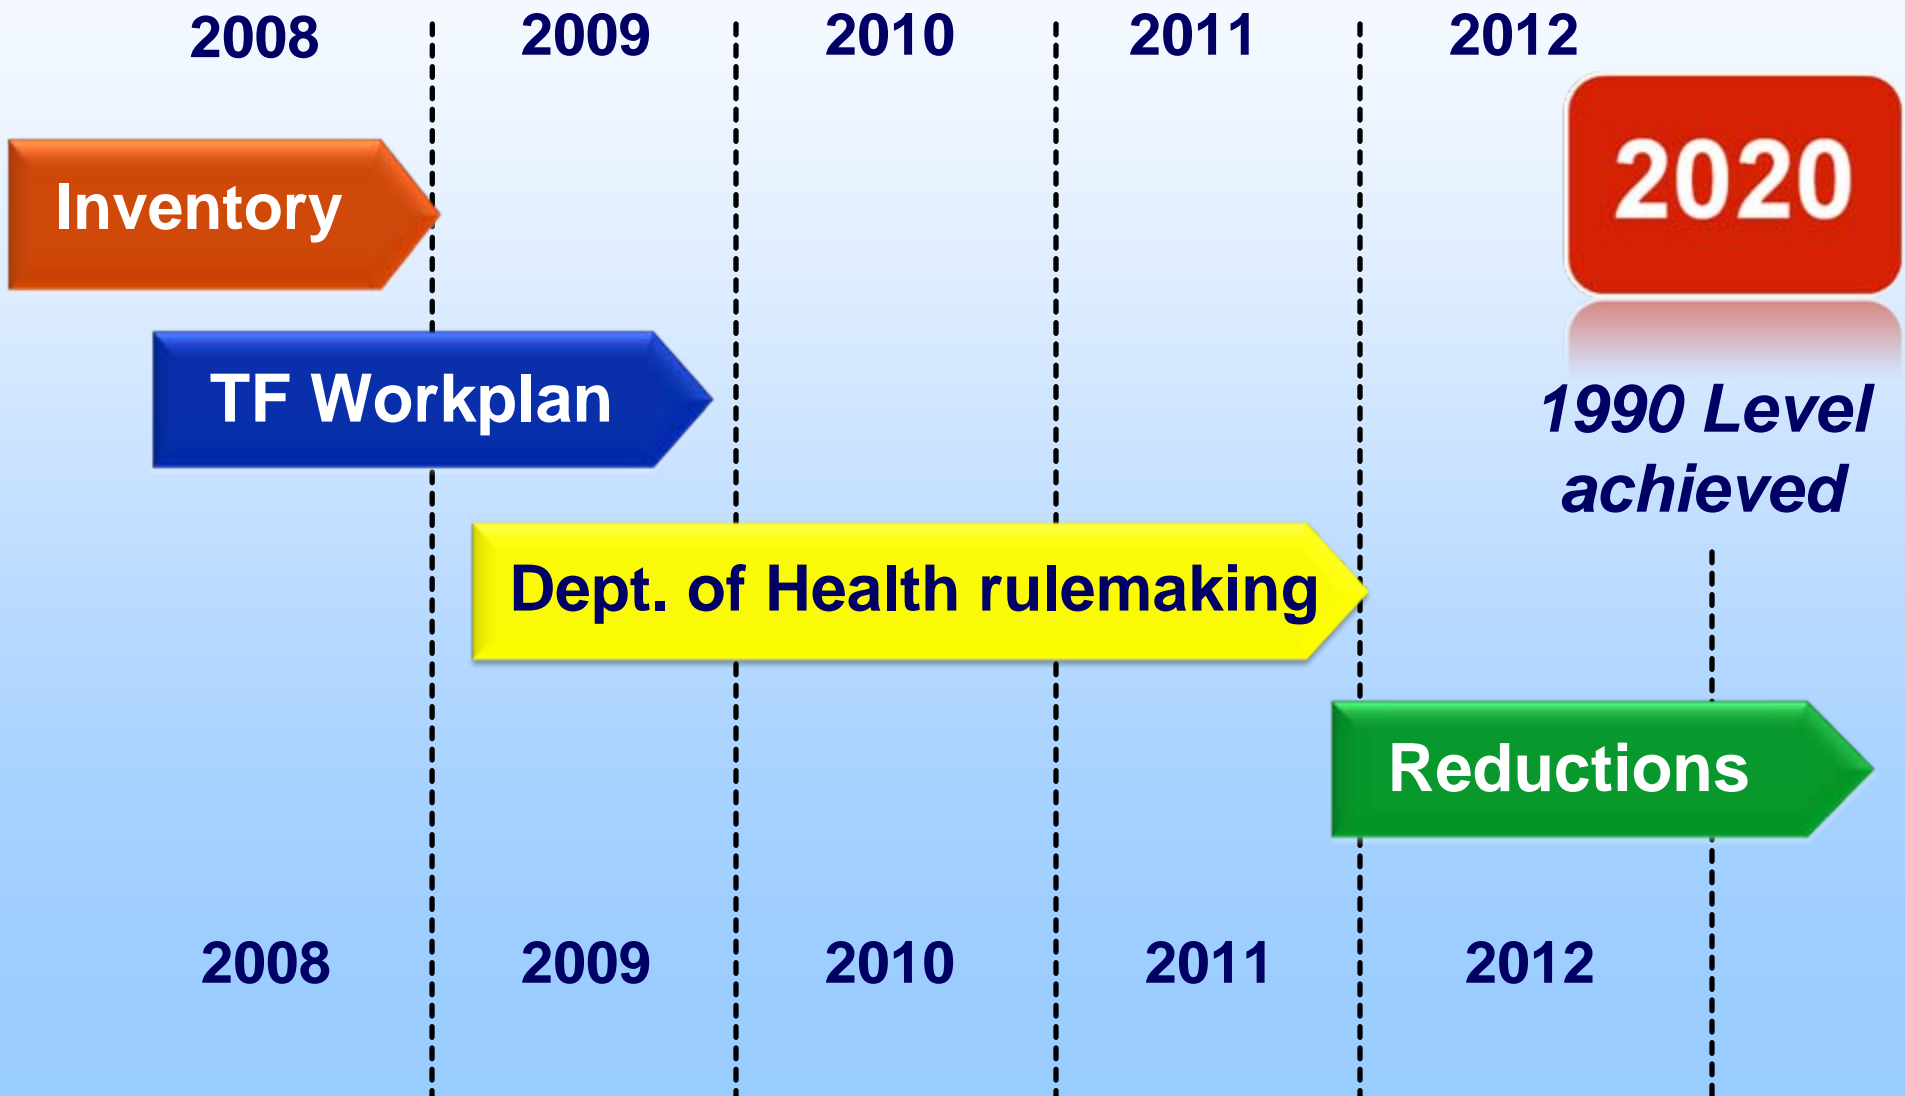 2008 2009 2010 2011 2012
2020
Inventory
TF Workplan
1990 Level
achieved
Dept. of Health rulemaking
Reductions
2008 2009 2010 2011 2012